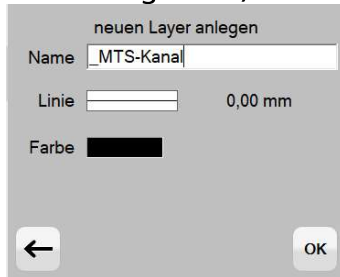 neuen Layer anlegen
Name _MTS-Kanal
Linie 0,00 mm
Farbe
OK